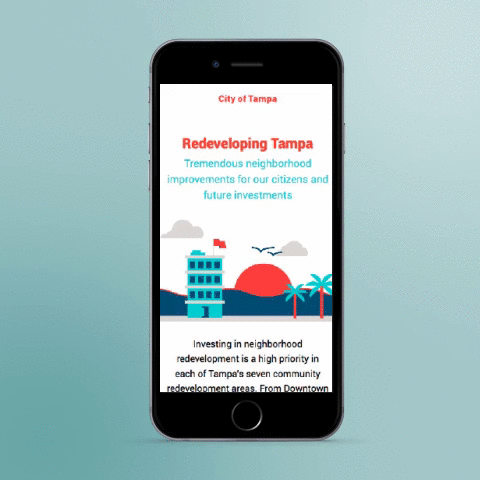 City of Tampa
Redeveloping Tampa
Tremendous neighborhood
improvements for our citizens and
future investments
Investing in neighborhood
redevelopment is a high priority in
each of Tampa's seven community
redevelopment areas. From Downtown